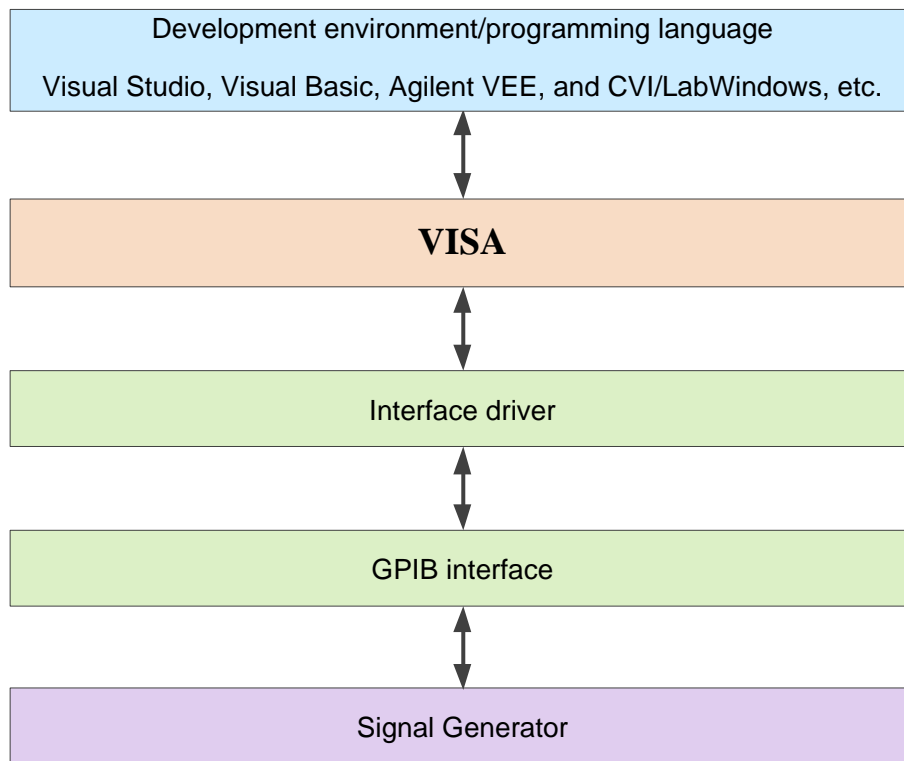 Development environment/programming language
Visual Studio, Visual Basic, Agilent VEE, and CVI/LabWindows, etc.
VISA
Interface driver
GPIB interface
Signal Generator